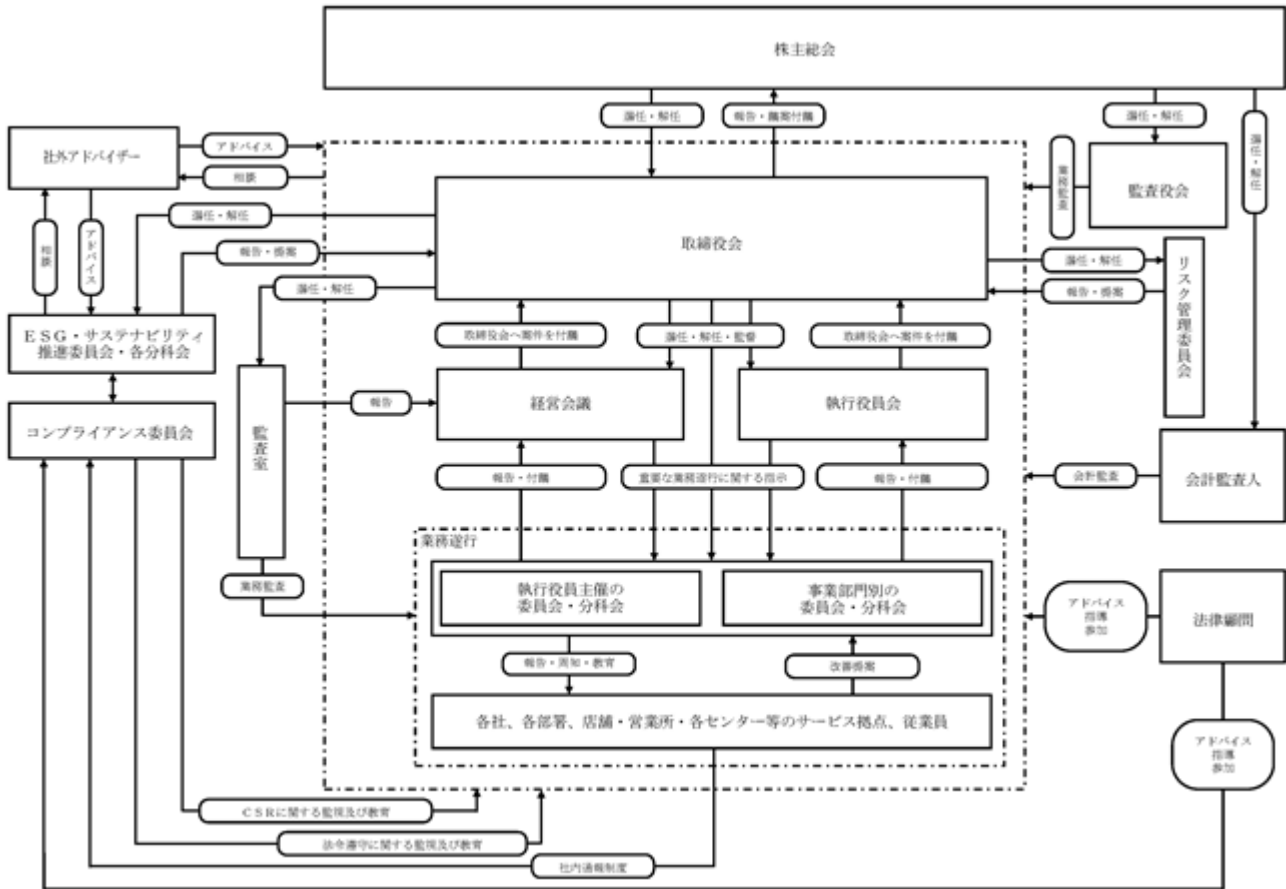 株主総会
選任・解任
報告・議案付議
選任・解任
選任・解任
社外アドバイザー
アドバイス
相談
業務監査
監査役会
相談
アドバイス
選任・解任
報告・提案
取締役会
選任・解任
報告・提案
リスク管理委員会
選任・解任
ESG・サステナビリティ
推進委員会・各分科会
取締役会へ案件を付議
選任・解任・監督
取締役会へ案件を付議
コンプライアンス委員会
監査室
報告
経営会議
執行役員会
報告・付議
重要な業務遂行に関する指示
報告・付議
会計監査
会計監査人
業務遂行
業務監査
執行役員主催の
委員会・分科会
事業部門別の
委員会・分科会
アドバイス
指導
参加
法律顧問
報告・周知・教育
改善提案
各社、各部署、店舗・営業所・各センター等のサービス拠点、従業員
アドバイス
指導
参加
CSRに関する監視及び教育
法令遵守に関する監視及び教育
社内通報制度